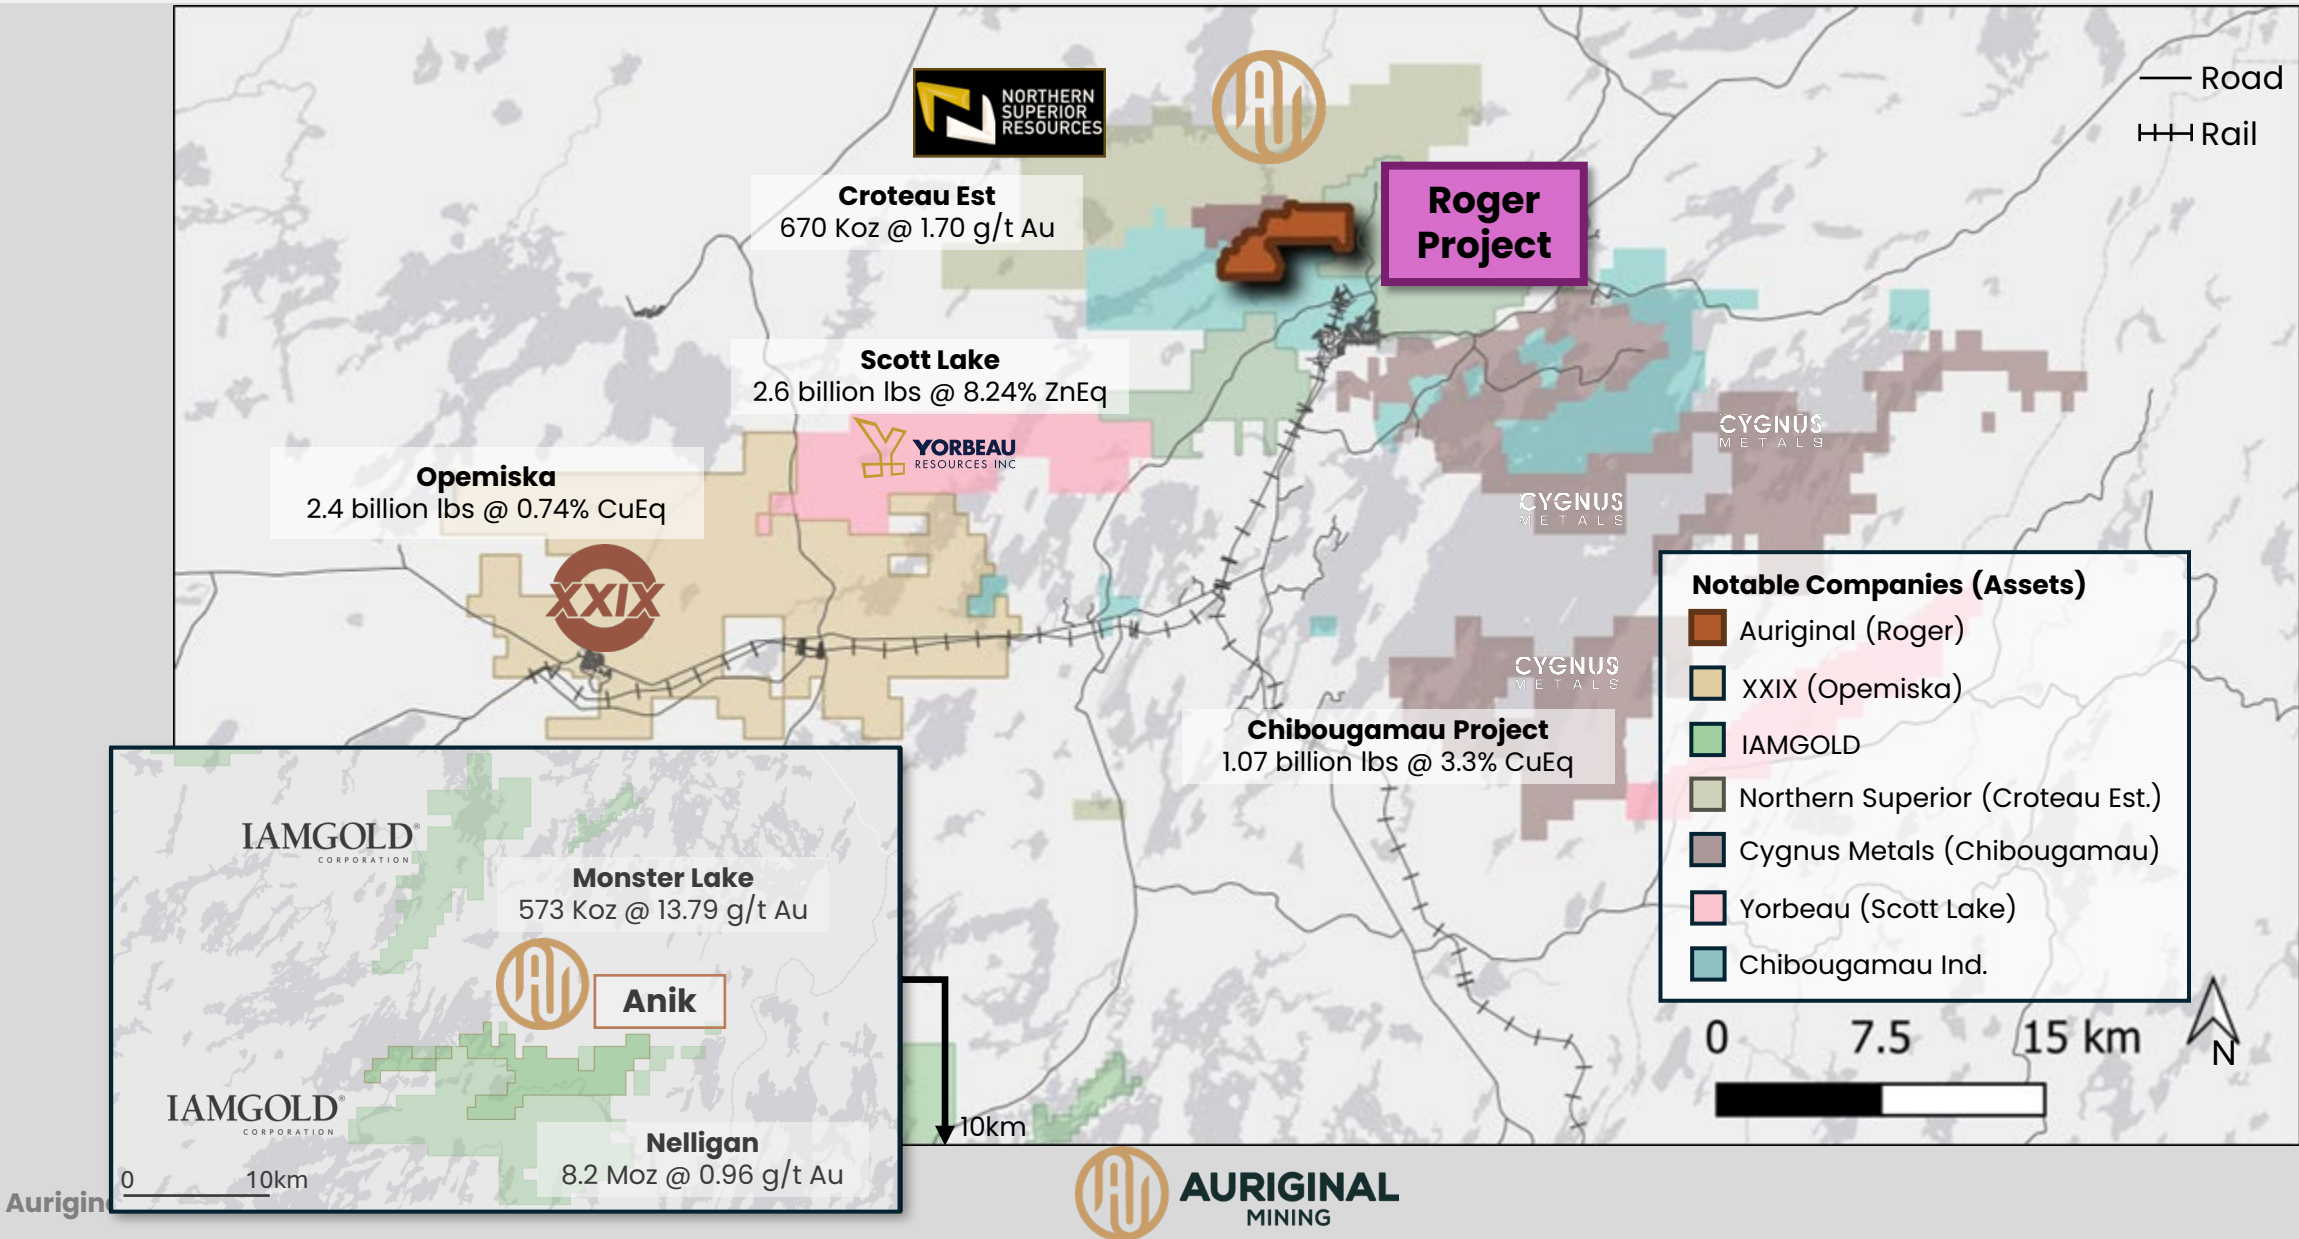 NORTHERN
SUPERIOR
RESOURCES
Road
Rail
Croteau Est
670 Koz @ 1.70 g/t Au
Roger
Project
Scott Lake
2.6 billion lbs @ 8.24% ZnEq
YORBEAU
RESOURCES INC
CYGNUS
METALS
Opemiska
2.4 billion lbs @ 0.74% CuEq
CYGNUS
METALS
XXIX
CYGNUS
METALS
Chibougamau Project
1.07 billion lbs @ 3.3% CuEq
Notable Companies (Assets)
Auriginal (Roger)
XXIX (Opemiska)
IAMGOLD
Northern Superior (Croteau Est.)
Cygnus Metals (Chibougamau)
Yorbeau (Scott Lake)
Chibougamau Ind.
0 7.5 15 km
N
IAMGOLD®
CORPORATION
Monster Lake
573 Koz @ 13.79 g/t Au
Anik
IAMGOLD®
CORPORATION
Nelligan
8.2 Moz @ 0.96 g/t Au
0 10km
10km
AURIGINAL
MINING